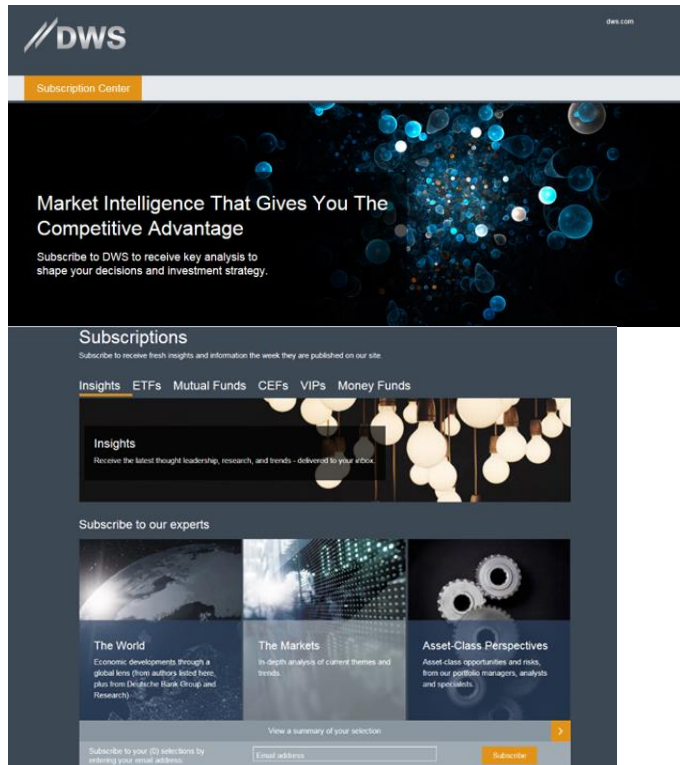 DWS
dws.com
Subscription Center
Market Intelligence That Gives You The
Competitive Advantage
Subscribe to DWS to receive key analysis to
shape your decisions and investment strategy.
Subscriptions
Subscribe to receive fresh insights and information the week they are published on our site.
Insights ETFs Mutual Funds CEFs VIPs Money Funds
Insights
Receive the latest thought leadership, research, and trends - delivered to your inbox.
Subscribe to our experts
The World
Economic developments through a
global lens (from authors listed here,
plus from Deutsche Bank Group and
Research)
The Markets
In-depth analysis of current themes and
trends.
Asset-Class Perspectives
Asset-class opportunities and risks,
from our portfolio managers, analysts
and specialists.
View a summary of your selection
Subscribe to your (0) selections by
entering your email address.
Email address
Subscribe